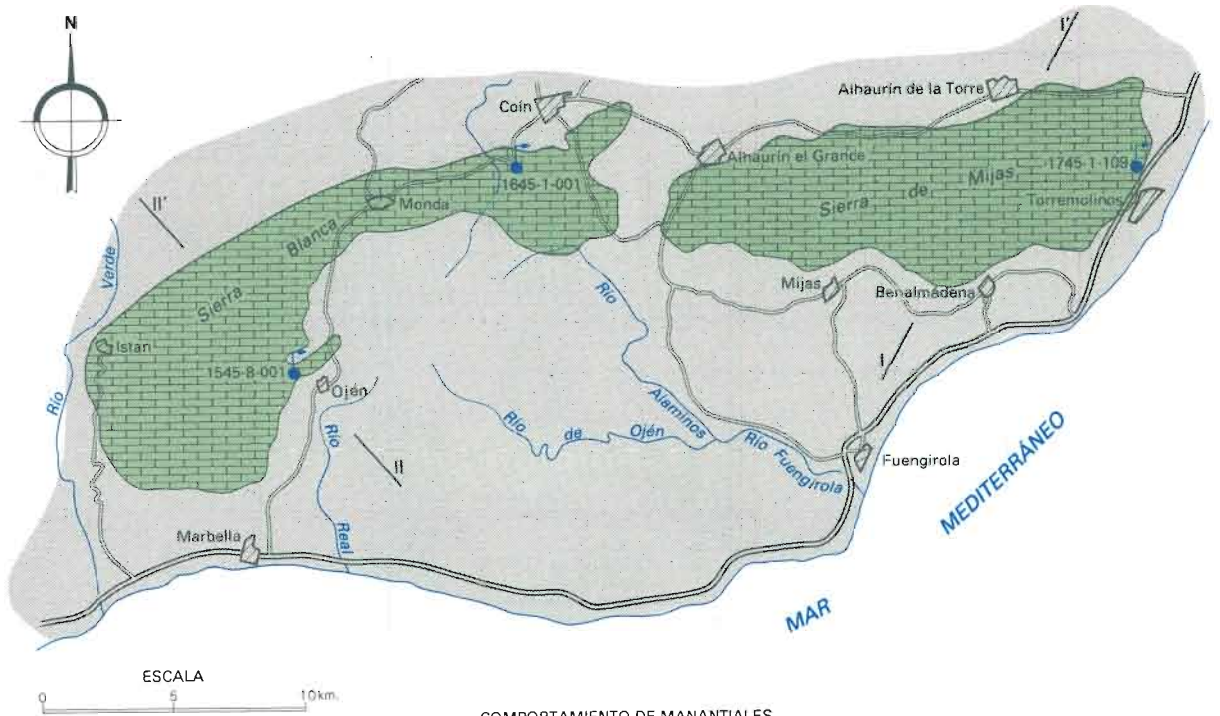 N
I'
Alhaurín de la Torre
Coín
Alhaurín el Grande
1745-1-109
1645-1-001
Sierra de Mijas
Torremolinos
II'
Monda
Sierra Blanca
Río Verde
Mijas
Benalmádena
Istán
I
1545-8-001
Ojén
Río Alaminos
Río de Ojén
Río Fuengirola
Fuengirola
II
Río Real
Marbella
MAR MEDITERRÁNEO
ESCALA
0 5 10 km.
COMPORTAMIENTO DE MANANTIALES